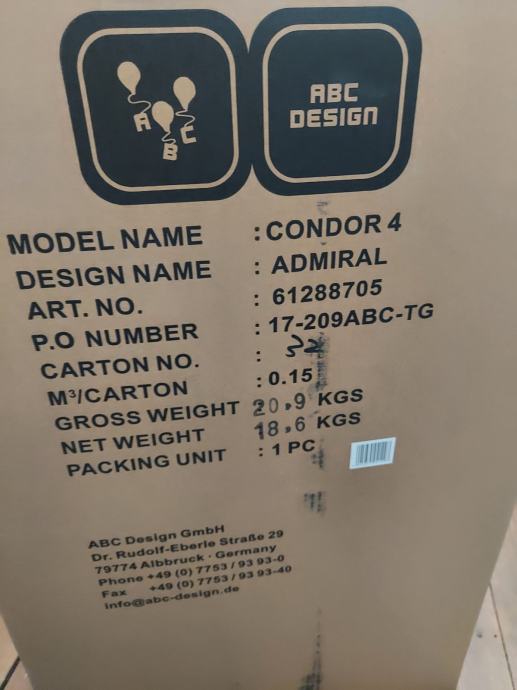 A
B
C
ABC
DESIGN
MODEL NAME : CONDOR 4
DESIGN NAME : ADMIRAL
ART. NO. : 61288705
P.O NUMBER : 17-209ABC-TG
CARTON NO. : 22
M³/CARTON : 0.15
GROSS WEIGHT 20.9 KGS
NET WEIGHT 18.6 KGS
PACKING UNIT : 1 PC
ABC Design GmbH
Dr. Rudolf-Eberle Straße 29
79774 Albbruck · Germany
Phone +49 (0) 7753 / 93 93-0
Fax +49 (0) 7753 / 93 93-40
info@abc-design.de